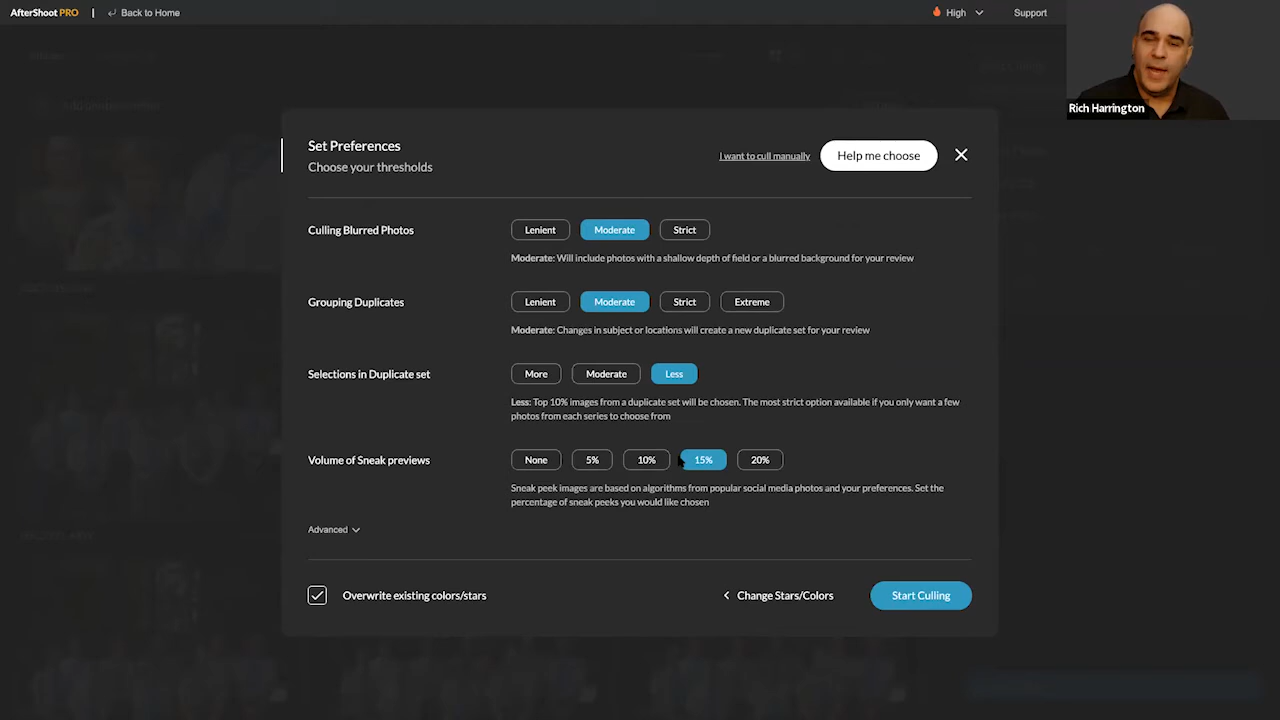 AfterShoot PRO | Back to Home High Support
Rich Harrington
Set Preferences
Choose your thresholds
I want to cull manually Help me choose
Culling Blurred Photos Lenient Moderate Strict
Moderate: Will include photos with a shallow depth of field or a blurred background for your review
Grouping Duplicates Lenient Moderate Strict Extreme
Moderate: Changes in subject or locations will create a new duplicate set for your review
Selections in Duplicate set More Moderate Less
Less: Top 10% images from a duplicate set will be chosen. The most strict option available if you only want a few
photos from each series to choose from
Volume of Sneak previews None 5% 10% 15% 20%
Sneak peek images are based on algorithms from popular social media photos and your preferences. Set the
percentage of sneak peeks you would like chosen
Advanced
Overwrite existing colors/stars Change Stars/Colors Start Culling